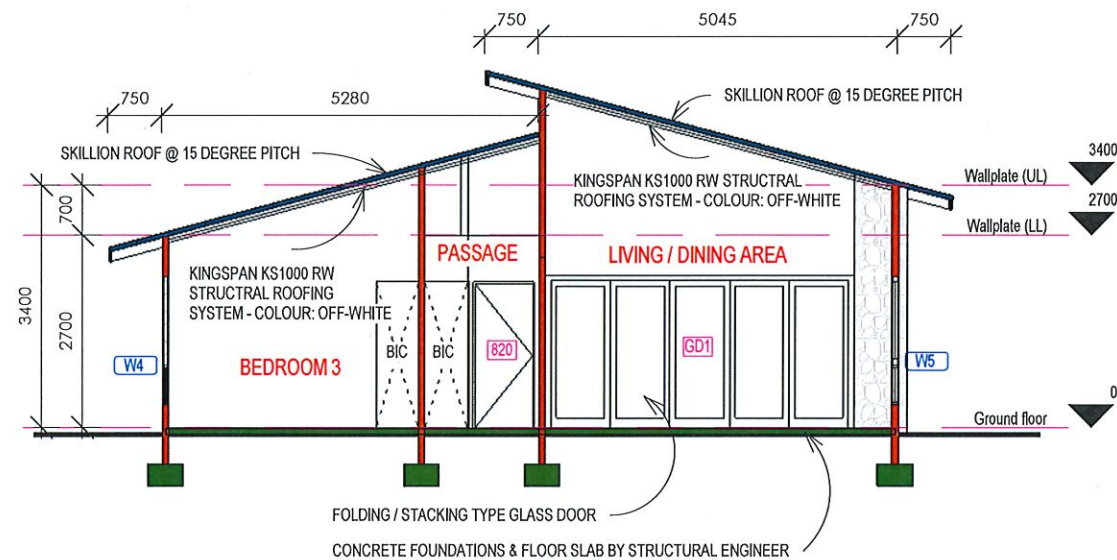 750
5045
750
750
5280
SKILLION ROOF @ 15 DEGREE PITCH
SKILLION ROOF @ 15 DEGREE PITCH
3400
Wallplate (UL)
KINGSPAN KS1000 RW STRUCTRAL
ROOFING SYSTEM - COLOUR: OFF-WHITE
2700
Wallplate (LL)
700
3400
2700
PASSAGE
LIVING / DINING AREA
KINGSPAN KS1000 RW
STRUCTRAL ROOFING
SYSTEM - COLOUR: OFF-WHITE
W4
BEDROOM 3
BIC
BIC
820
GD1
W5
0
Ground floor
FOLDING / STACKING TYPE GLASS DOOR
CONCRETE FOUNDATIONS & FLOOR SLAB BY STRUCTURAL ENGINEER